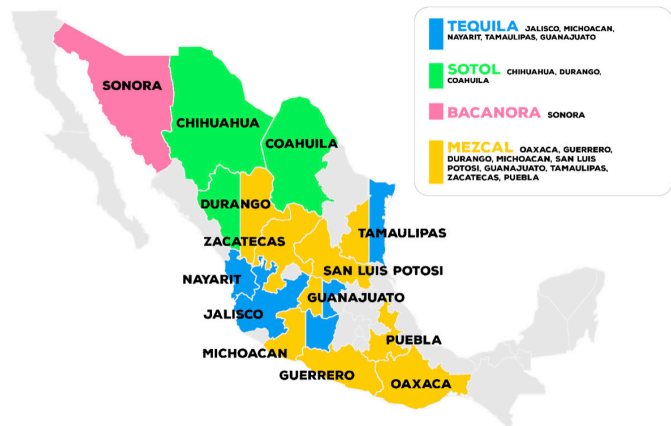 TEQUILA JALISCO, MICHOACAN,
NAYARIT, TAMAULIPAS, GUANAJUATO
SOTOL CHIHUAHUA, DURANGO,
COAHUILA
BACANORA SONORA
MEZCAL OAXACA, GUERRERO,
DURANGO, MICHOACAN, SAN LUIS
POTOSI, GUANAJUATO, TAMAULIPAS,
ZACATECAS, PUEBLA
SONORA
CHIHUAHUA
COAHUILA
DURANGO
TAMAULIPAS
ZACATECAS
SAN LUIS POTOSI
NAYARIT
GUANAJUATO
JALISCO
PUEBLA
MICHOACAN
GUERRERO
OAXACA